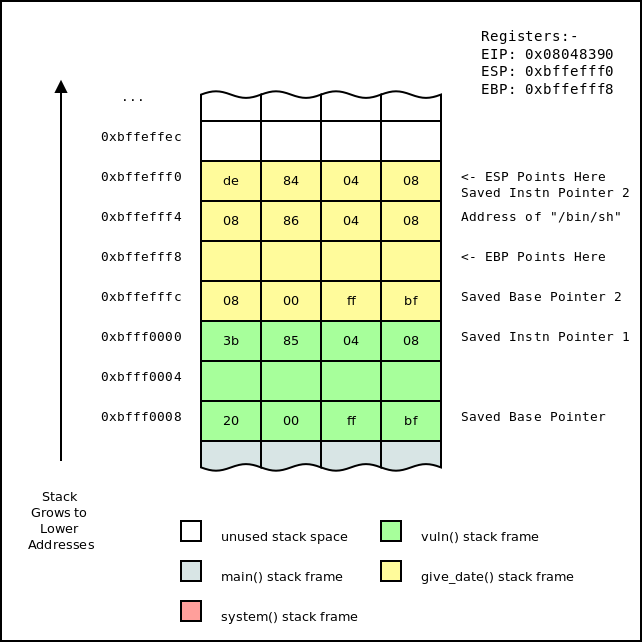 Registers:-
EIP: 0x08048390
ESP: 0xbffefff0
EBP: 0xbffefff8
...
0xbffeffec
0xbffefff0 de 84 04 08 <- ESP Points Here
Saved Instn Pointer 2
0xbffefff4 08 86 04 08 Address of "/bin/sh"
0xbffefff8 <- EBP Points Here
0xbffefffc 08 00 ff bf Saved Base Pointer 2
0xbfff0000 3b 85 04 08 Saved Instn Pointer 1
0xbfff0004
0xbfff0008 20 00 ff bf Saved Base Pointer
Stack
Grows to
Lower
Addresses
unused stack space vuln() stack frame
main() stack frame give_date() stack frame
system() stack frame